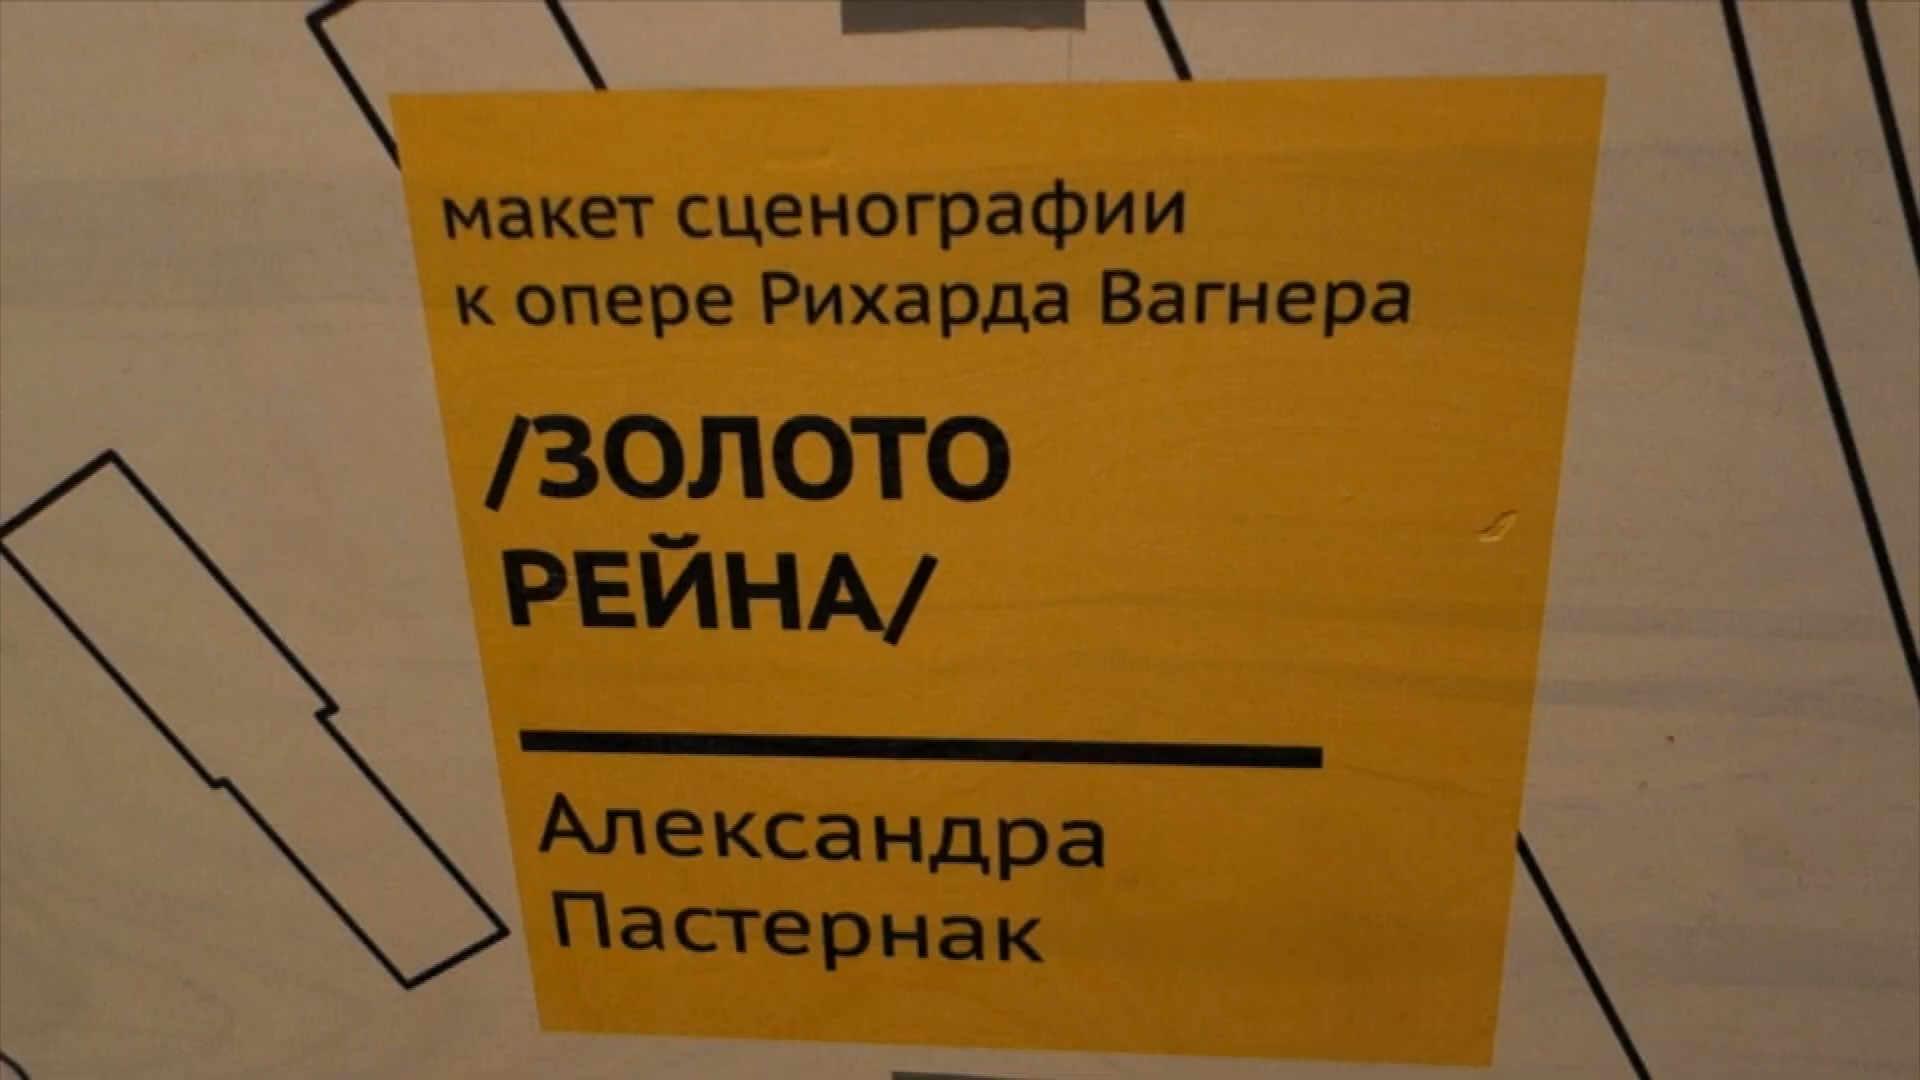 макет сценографии
к опере Рихарда Вагнера
/ЗОЛОТО
РЕЙНА/
Александра
Пастернак